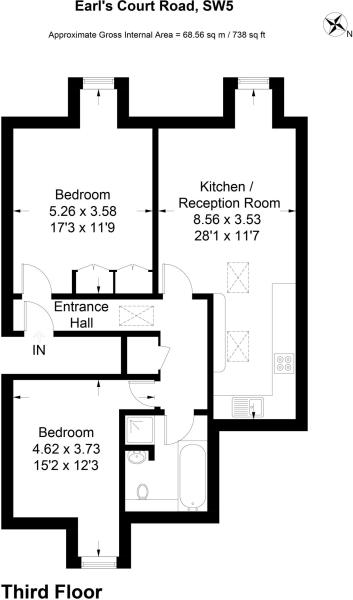 Earl's Court Road, SW5
Approximate Gross Internal Area = 68.56 sq m / 738 sq ft
N
Bedroom
5.26 x 3.58
17'3 x 11'9
Kitchen /
Reception Room
8.56 x 3.53
28'1 x 11'7
Entrance
Hall
IN
Bedroom
4.62 x 3.73
15'2 x 12'3
Third Floor